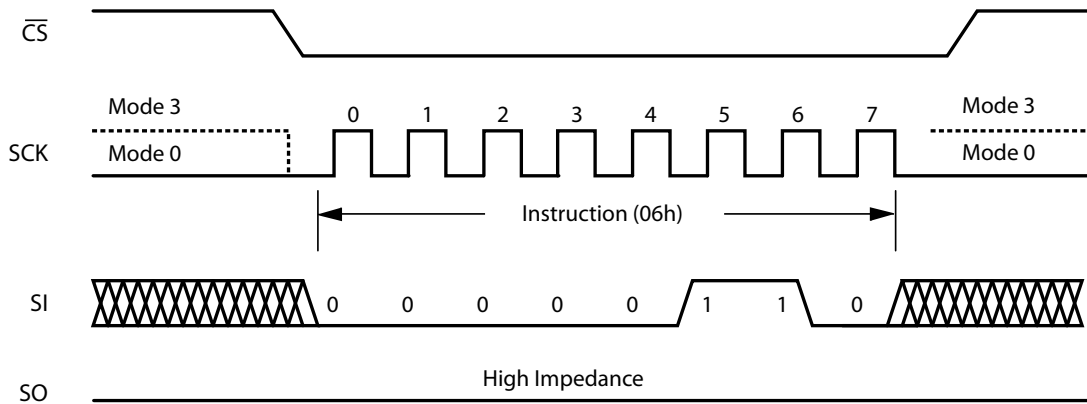 CS
Mode 3
Mode 3
0 1 2 3 4 5 6 7
SCK
Mode 0
Mode 0
Instruction (06h)
SI
0 0 0 0 0 1 1 0
High Impedance
SO